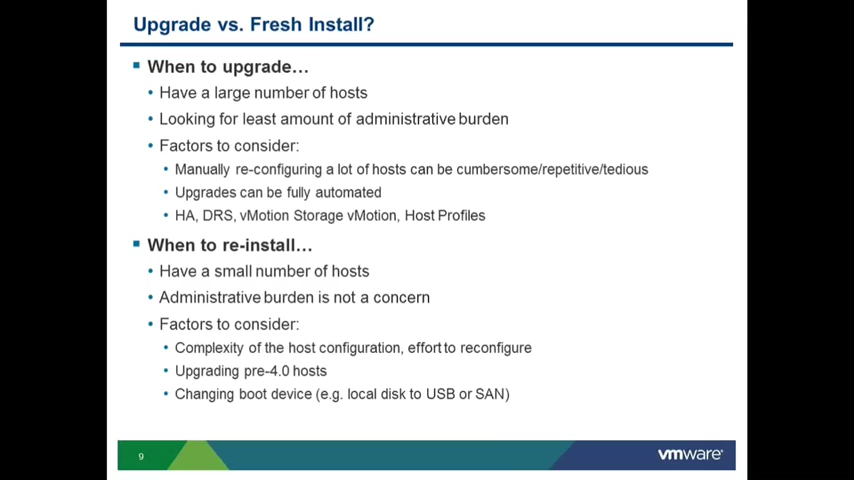 Upgrade vs. Fresh Install?
When to upgrade…
Have a large number of hosts
Looking for least amount of administrative burden
Factors to consider:
Manually re-configuring a lot of hosts can be cumbersome/repetitive/tedious
Upgrades can be fully automated
HA, DRS, vMotion Storage vMotion, Host Profiles
When to re-install…
Have a small number of hosts
Administrative burden is not a concern
Factors to consider:
Complexity of the host configuration, effort to reconfigure
Upgrading pre-4.0 hosts
Changing boot device (e.g. local disk to USB or SAN)
9
vmware